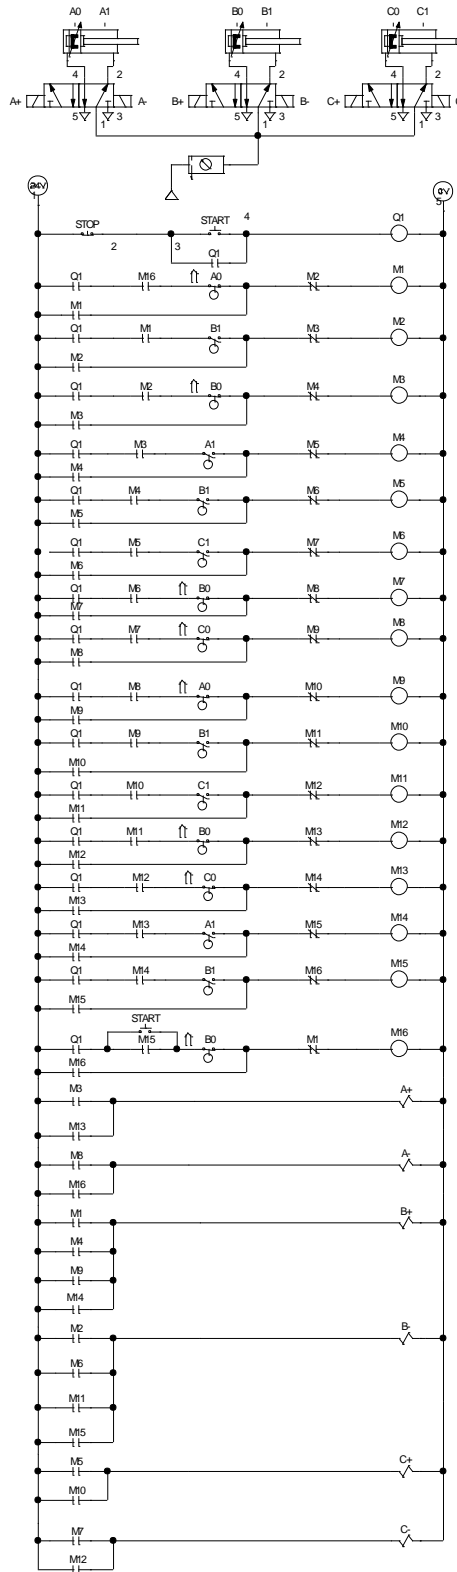 A0 A1 B0 B1 C0 C1
4 2 4 2 4 2
A+ A- B+ B- C+ C
5 1 3 5 1 3 5 1 3
24V 0V
1 5
STOP START 4 Q1
2 3
Q1
Q1 M16 A0 M2 M1
M1
Q1 M1 B1 M3 M2
M2
Q1 M2 B0 M4 M3
M3
Q1 M3 A1 M5 M4
M4
Q1 M4 B1 M6 M5
M5
Q1 M5 C1 M7 M6
M6
Q1 M6 B0 M8 M7
M7
Q1 M7 C0 M9 M8
M8
Q1 M8 A0 M10 M9
M9
Q1 M9 B1 M11 M10
M10
Q1 M10 C1 M12 M11
M11
Q1 M11 B0 M13 M12
M12
Q1 M12 C0 M14 M13
M13
Q1 M13 A1 M15 M14
M14
Q1 M14 B1 M16 M15
M15
START
Q1 M15 B0 M1 M16
M16
M3 A+
M13
M8 A-
M16
M1 B+
M4
M9
M14
M2 B-
M6
M11
M15
M5 C+
M10
M7 C-
M12